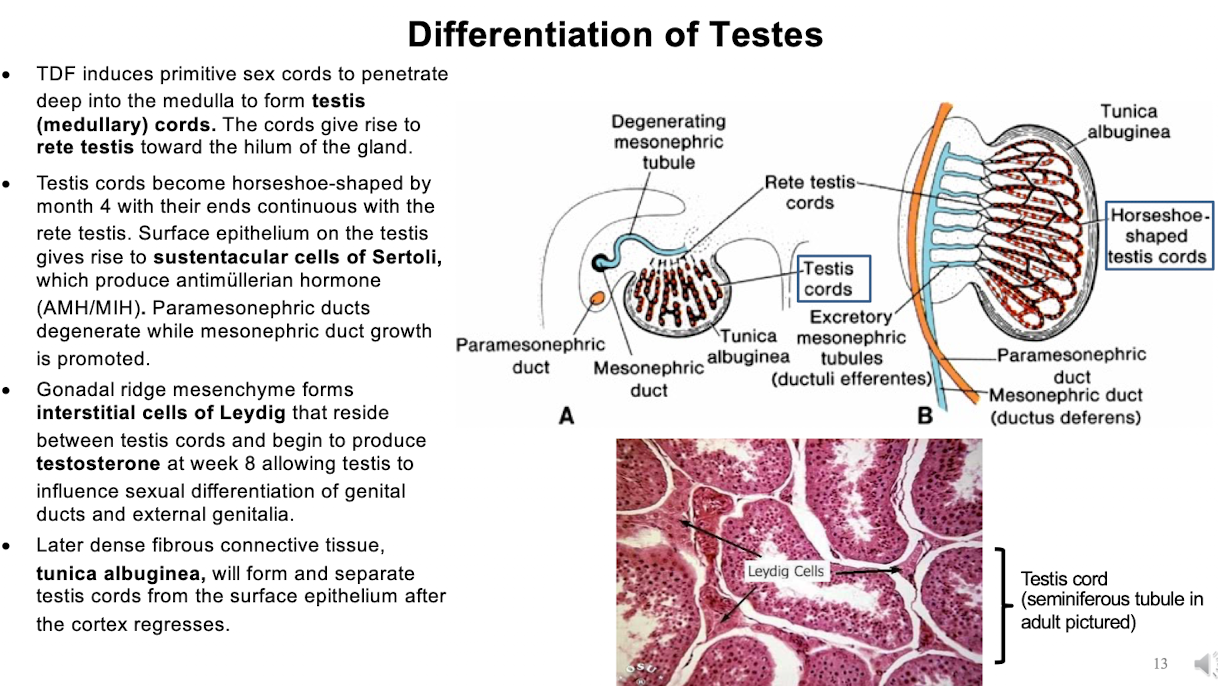 Differentiation of Testes
• TDF induces primitive sex cords to penetrate
deep into the medulla to form testis
(medullary) cords. The cords give rise to
rete testis toward the hilum of the gland.
• Testis cords become horseshoe-shaped by
month 4 with their ends continuous with the
rete testis. Surface epithelium on the testis
gives rise to sustentacular cells of Sertoli,
which produce antimüllerian hormone
(AMH/MIH). Paramesonephric ducts
degenerate while mesonephric duct growth
is promoted.
• Gonadal ridge mesenchyme forms
interstitial cells of Leydig that reside
between testis cords and begin to produce
testosterone at week 8 allowing testis to
influence sexual differentiation of genital
ducts and external genitalia.
• Later dense fibrous connective tissue,
tunica albuginea, will form and separate
testis cords from the surface epithelium after
the cortex regresses.
Degenerating
mesonephric
tubule
Rete testis
cords
Testis
cords
Tunica
albuginea
Paramesonephric
duct
Mesonephric
duct
A
Tunica
albuginea
Horseshoe-
shaped
testis cords
Excretory
mesonephric
tubules
(ductuli efferentes)
Paramesonephric
duct
Mesonephric duct
(ductus deferens)
B
Leydig Cells
OSU
Testis cord
(seminiferous tubule in
adult pictured)
13